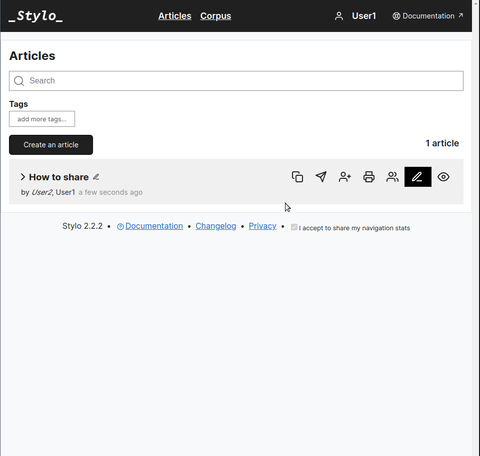 _Stylo_ Articles Corpus User1 Documentation
Articles
Search
Tags
add more tags...
Create an article 1 article
How to share
by User2, User1 a few seconds ago
Stylo 2.2.2 • Documentation • Changelog • Privacy • I accept to share my navigation stats